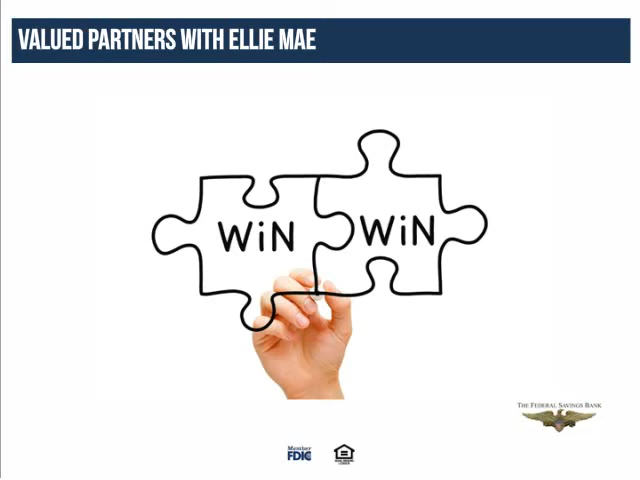 VALUED PARTNERS WITH ELLIE MAE
WiN WiN
THE FEDERAL SAVINGS BANK
Member
FDIC